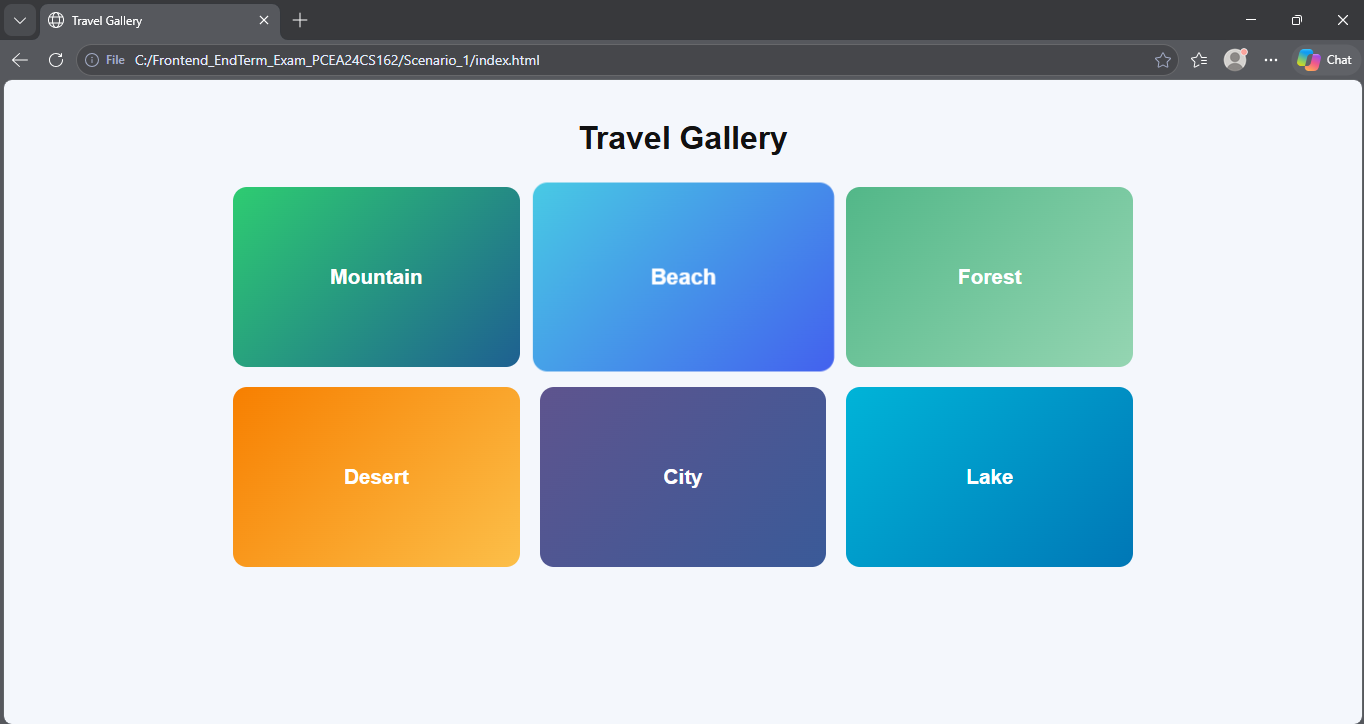 Travel Gallery
File C:/Frontend_EndTerm_Exam_PCEA24CS162/Scenario_1/index.html
Chat
Travel Gallery
Mountain
Beach
Forest
Desert
City
Lake